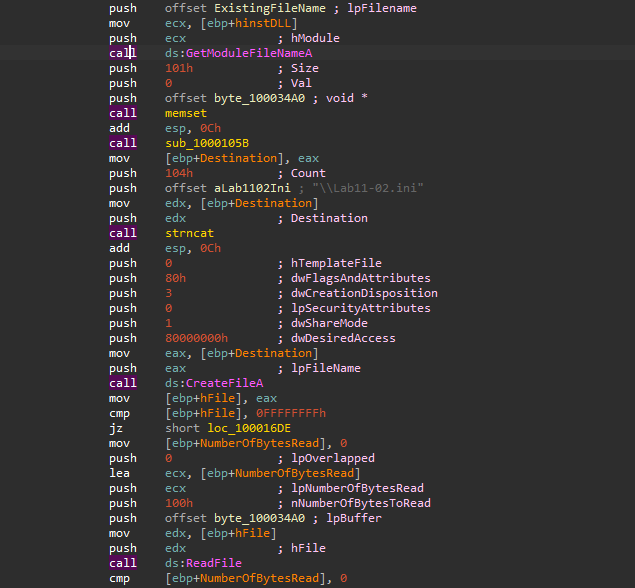 push offset ExistingFileName ; lpFilename
mov ecx, [ebp+hinstDLL]
push ecx ; hModule
call ds:GetModuleFileNameA
push 101h ; Size
push 0 ; Val
push offset byte_100034A0 ; void *
call memset
add esp, 0Ch
call sub_1000105B
mov [ebp+Destination], eax
push 104h ; Count
push offset aLab1102Ini ; "\\Lab11-02.ini"
mov edx, [ebp+Destination]
push edx ; Destination
call strncat
add esp, 0Ch
push 0 ; hTemplateFile
push 80h ; dwFlagsAndAttributes
push 3 ; dwCreationDisposition
push 0 ; lpSecurityAttributes
push 1 ; dwShareMode
push 80000000h ; dwDesiredAccess
mov eax, [ebp+Destination]
push eax ; lpFileName
call ds:CreateFileA
mov [ebp+hFile], eax
cmp [ebp+hFile], 0FFFFFFFFh
jz short loc_100016DE
mov [ebp+NumberOfBytesRead], 0
push 0 ; lpOverlapped
lea ecx, [ebp+NumberOfBytesRead]
push ecx ; lpNumberOfBytesRead
push 100h ; nNumberOfBytesToRead
push offset byte_100034A0 ; lpBuffer
mov edx, [ebp+hFile]
push edx ; hFile
call ds:ReadFile
cmp [ebp+NumberOfBytesRead], 0